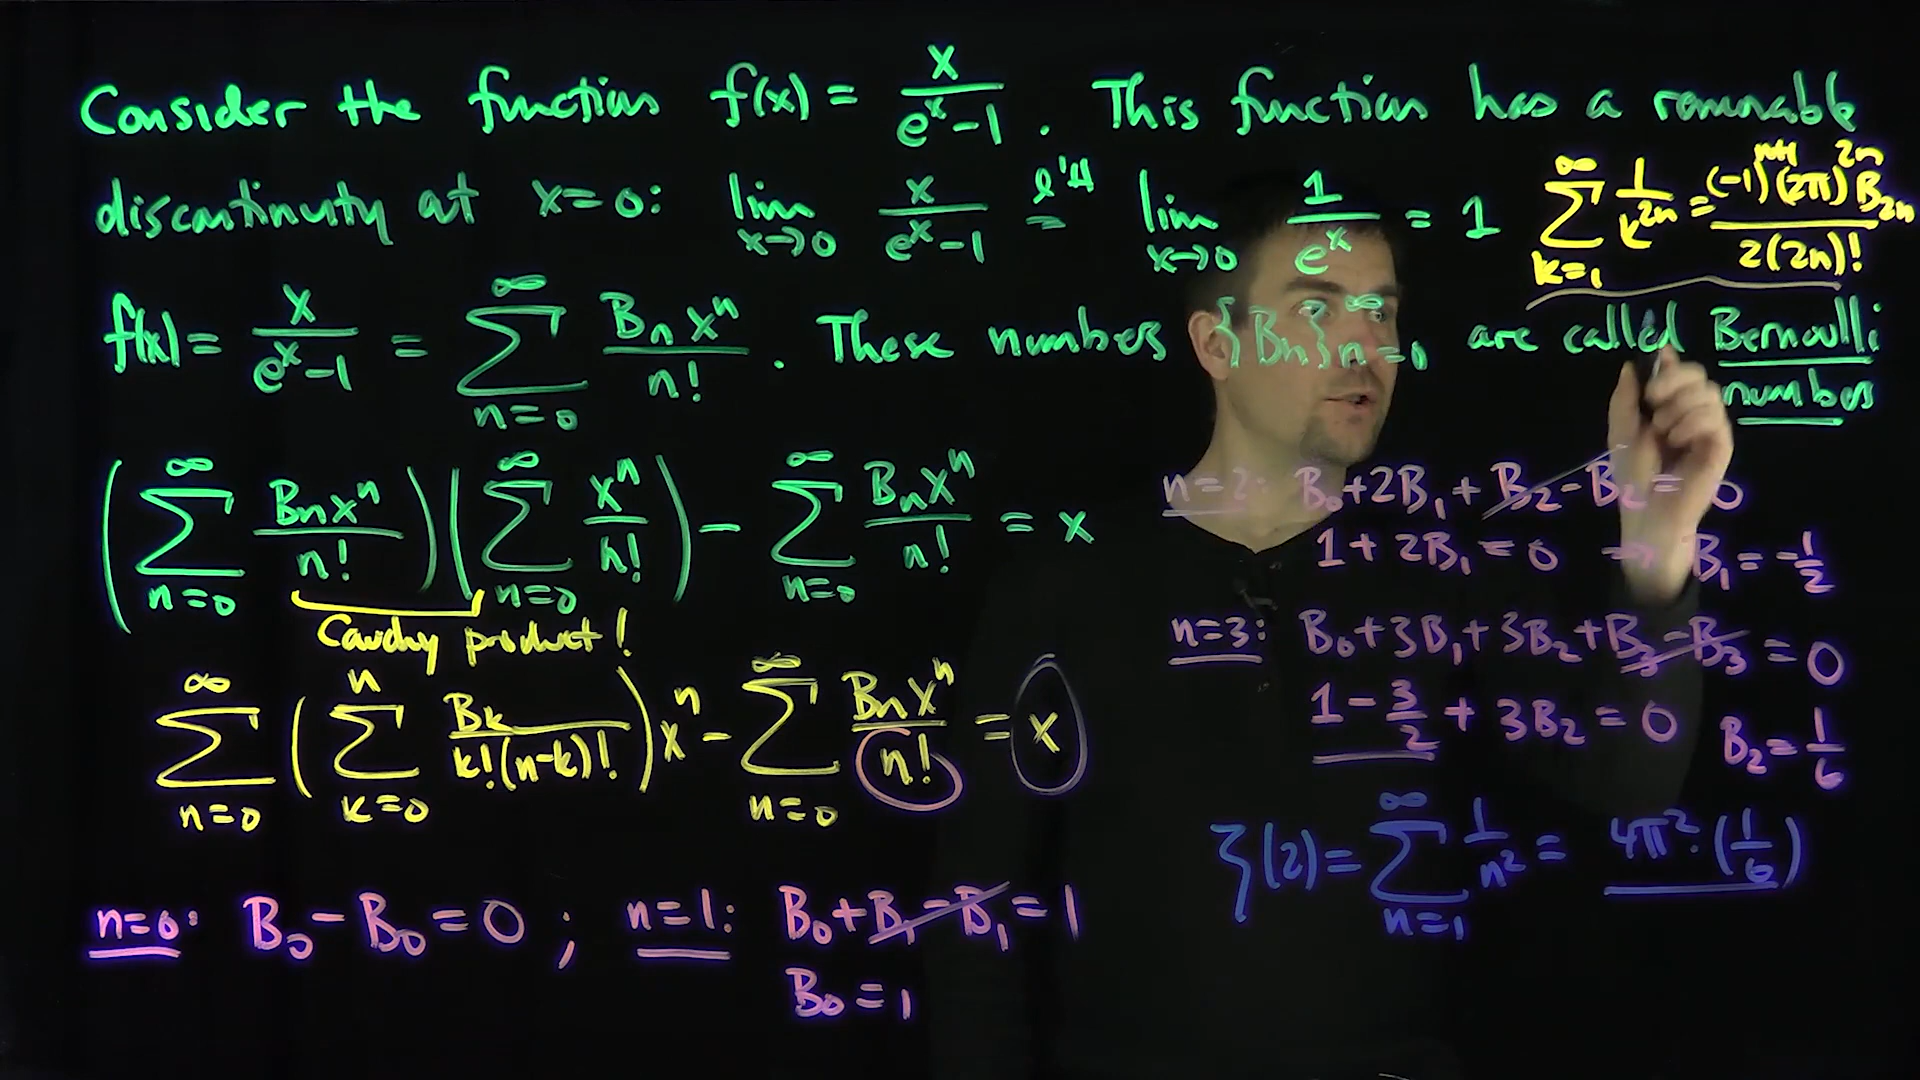 Consider the function f(x) = x/(e^x-1). This function has a removable
discontinuity at x=0: lim x→0 x/(e^x-1) =^{l'H} lim x→0 1/e^x = 1
∞∑k=1 1/k^{2n} = (-1)^{n+1}(2π)^{2n}B_{2n}/2(2n)!
f(x) = x/(e^x-1) = ∞∑n=0 B_n x^n/n!. These numbers {B_n}^∞_{n=0} are called Bernoulli
numbers
(∞∑n=0 B_n x^n/n!)(∞∑n=0 x^n/n!) - ∞∑n=0 B_n x^n/n! = x
Cauchy product!
∞∑n=0 (n∑k=0 B_k/k!(n-k)!) x^n - ∞∑n=0 B_n x^n/n! = x
n=0: B_0 - B_0 = 0 ; n=1: B_0 + B_1 - B_1 = 1
B_0 = 1
n=2: B_0 + 2B_1 + B_2 - B_2 = 0
1 + 2B_1 = 0 ⇒ B_1 = -1/2
n=3: B_0 + 3B_1 + 3B_2 + B_3 - B_3 = 0
1 - 3/2 + 3B_2 = 0 B_2 = 1/6
ζ(2) = ∞∑n=1 1/n^2 = 4π^2·(1/6)